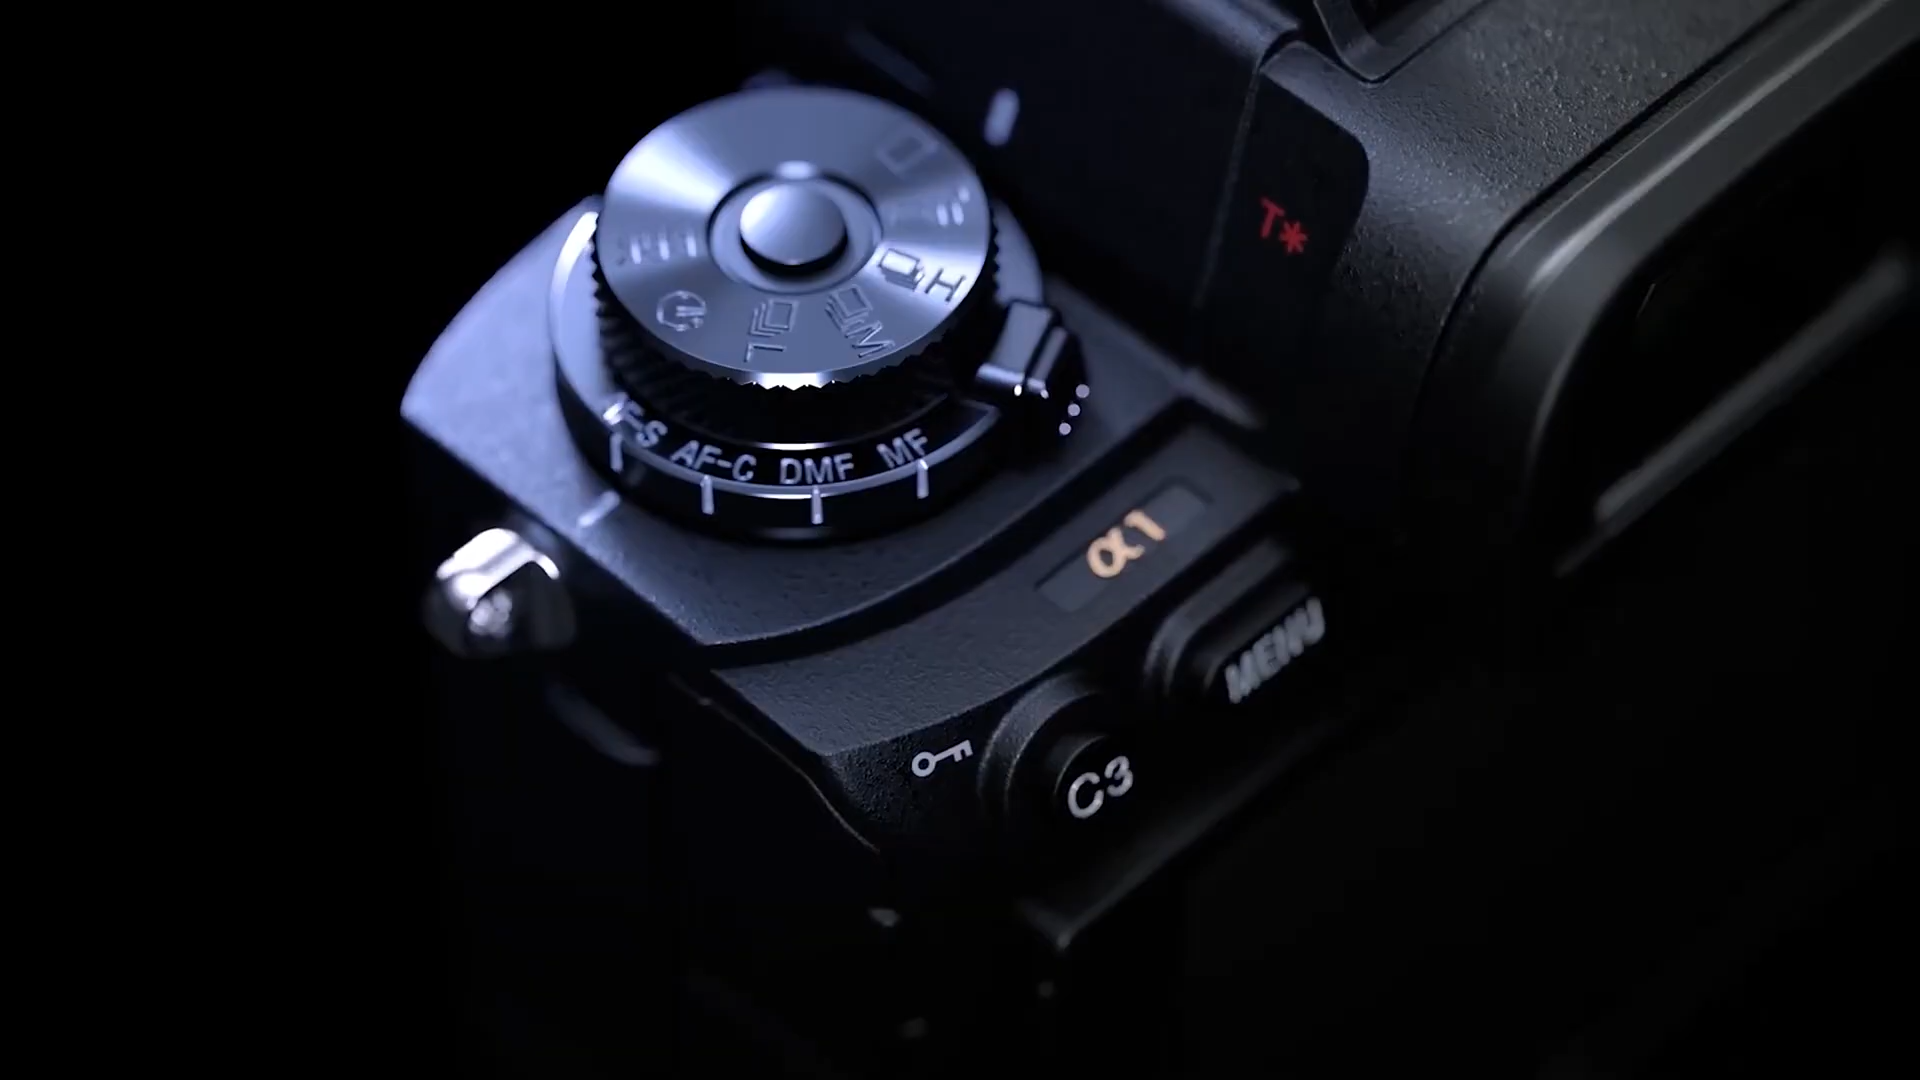 T*
H
M
L
AF-C DMF MF
α1
MENU
C3